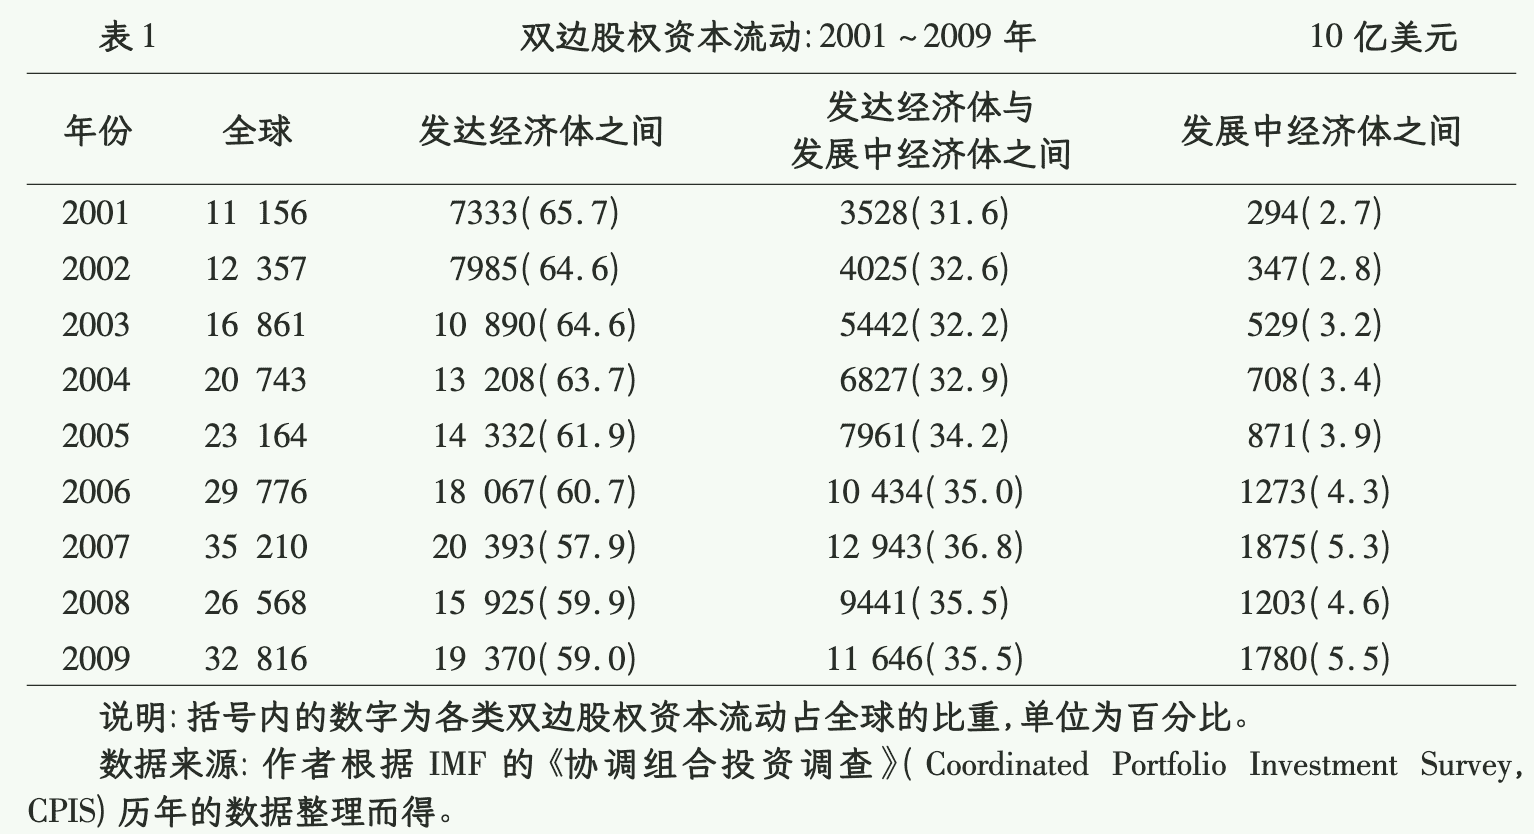 表1 双边股权资本流动：2001～2009年 10亿美元
年份 全球 发达经济体之间 发达经济体与发展中经济体之间 发展中经济体之间
2001 11 156 7333(65.7) 3528(31.6) 294(2.7)
2002 12 357 7985(64.6) 4025(32.6) 347(2.8)
2003 16 861 10 890(64.6) 5442(32.2) 529(3.2)
2004 20 743 13 208(63.7) 6827(32.9) 708(3.4)
2005 23 164 14 332(61.9) 7961(34.2) 871(3.9)
2006 29 776 18 067(60.7) 10 434(35.0) 1273(4.3)
2007 35 210 20 393(57.9) 12 943(36.8) 1875(5.3)
2008 26 568 15 925(59.9) 9441(35.5) 1203(4.6)
2009 32 816 19 370(59.0) 11 646(35.5) 1780(5.5)
说明：括号内的数字为各类双边股权资本流动占全球的比重，单位为百分比。
数据来源：作者根据 IMF 的《协调组合投资调查》(Coordinated Portfolio Investment Survey,
CPIS)历年的数据整理而得。